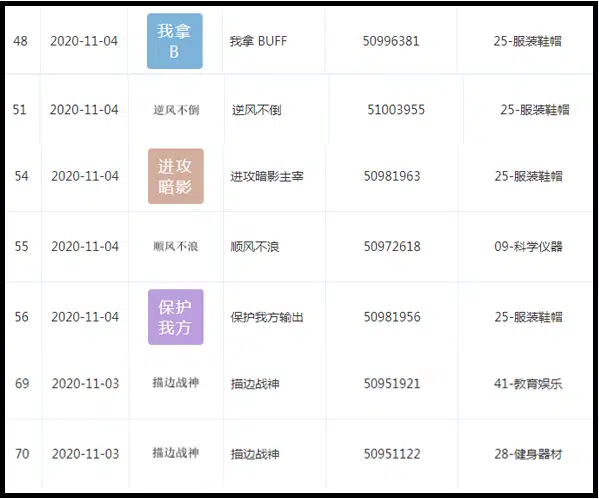 48 2020-11-04 我拿 B 我拿 BUFF 50996381 25-服装鞋帽
51 2020-11-04 逆风不倒 逆风不倒 51003955 25-服装鞋帽
54 2020-11-04 进攻 暗影 进攻暗影主宰 50981963 25-服装鞋帽
55 2020-11-04 顺风不浪 顺风不浪 50972618 09-科学仪器
56 2020-11-04 保护 我方 保护我方输出 50981956 25-服装鞋帽
69 2020-11-03 描边战神 描边战神 50951921 41-教育娱乐
70 2020-11-03 描边战神 描边战神 50951122 28-健身器材